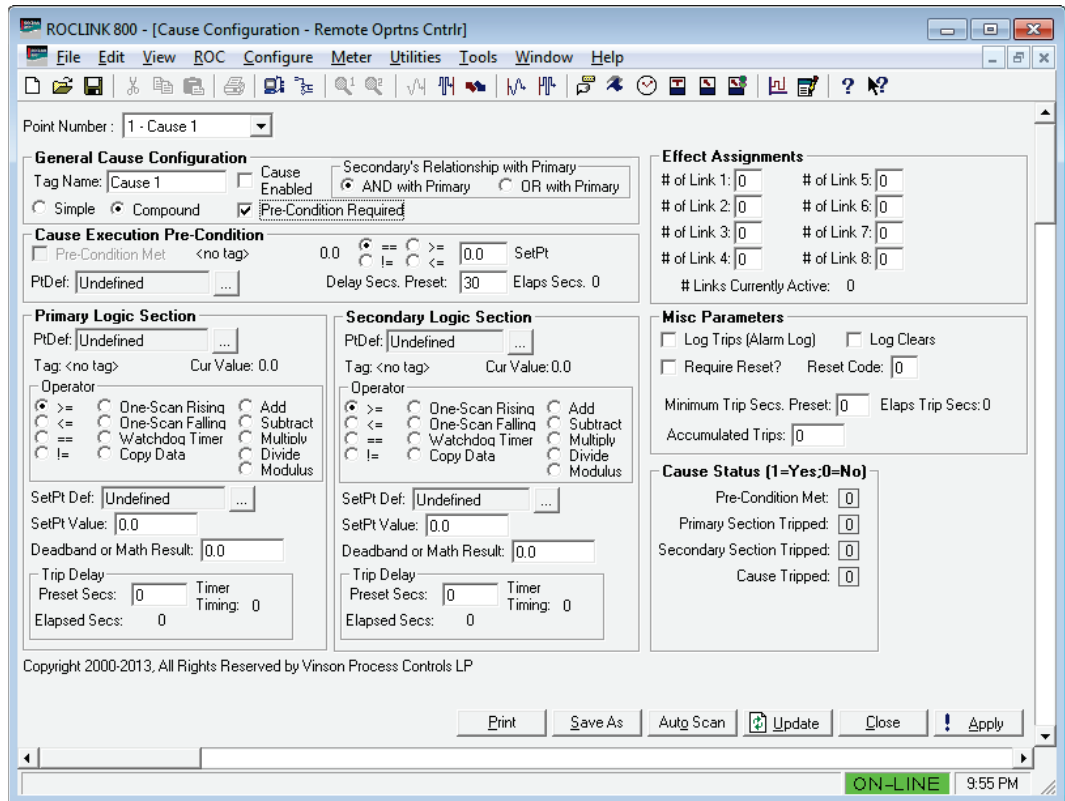 ROCLINK 800 - [Cause Configuration - Remote Oprtns Cntrlr]
File Edit View ROC Configure Meter Utilities Tools Window Help
Point Number : 1 - Cause 1
General Cause Configuration
Tag Name: Cause 1
Cause Enabled
Secondary's Relationship with Primary
AND with Primary OR with Primary
Simple Compound Pre-Condition Required
Cause Execution Pre-Condition
Pre-Condition Met <no tag> 0.0 == >= 0.0 SetPt
!= <=
PtDef: Undefined ... Delay Secs. Preset: 30 Elaps Secs. 0
Primary Logic Section
PtDef: Undefined ...
Tag: <no tag> Cur Value: 0.0
Operator
>= One-Scan Rising Add
<= One-Scan Falling Subtract
== Watchdog Timer Multiply
!= Copy Data Divide
Modulus
SetPt Def: Undefined ...
SetPt Value: 0.0
Deadband or Math Result: 0.0
Trip Delay
Preset Secs: 0 Timer Timing: 0
Elapsed Secs: 0
Secondary Logic Section
PtDef: Undefined ...
Tag: <no tag> Cur Value: 0.0
Operator
>= One-Scan Rising Add
<= One-Scan Falling Subtract
== Watchdog Timer Multiply
!= Copy Data Divide
Modulus
SetPt Def: Undefined ...
SetPt Value: 0.0
Deadband or Math Result: 0.0
Trip Delay
Preset Secs: 0 Timer Timing: 0
Elapsed Secs: 0
Effect Assignments
# of Link 1: 0 # of Link 5: 0
# of Link 2: 0 # of Link 6: 0
# of Link 3: 0 # of Link 7: 0
# of Link 4: 0 # of Link 8: 0
# Links Currently Active: 0
Misc Parameters
Log Trips (Alarm Log) Log Clears
Require Reset? Reset Code: 0
Minimum Trip Secs. Preset: 0 Elaps Trip Secs: 0
Accumulated Trips: 0
Cause Status (1=Yes;0=No)
Pre-Condition Met: 0
Primary Section Tripped: 0
Secondary Section Tripped: 0
Cause Tripped: 0
Copyright 2000-2013, All Rights Reserved by Vinson Process Controls LP
Print Save As Auto Scan Update Close ! Apply
ON-LINE 9:55 PM